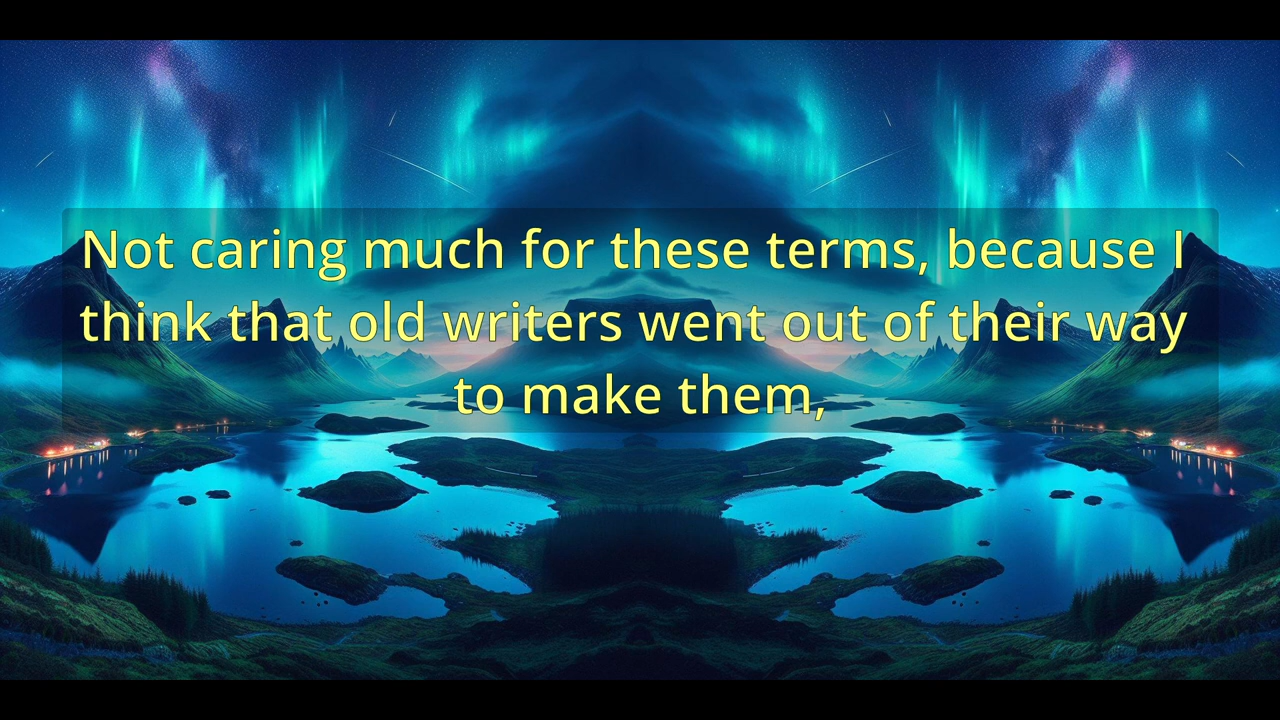 Not caring much for these terms, because I
think that old writers went out of their way
to make them,